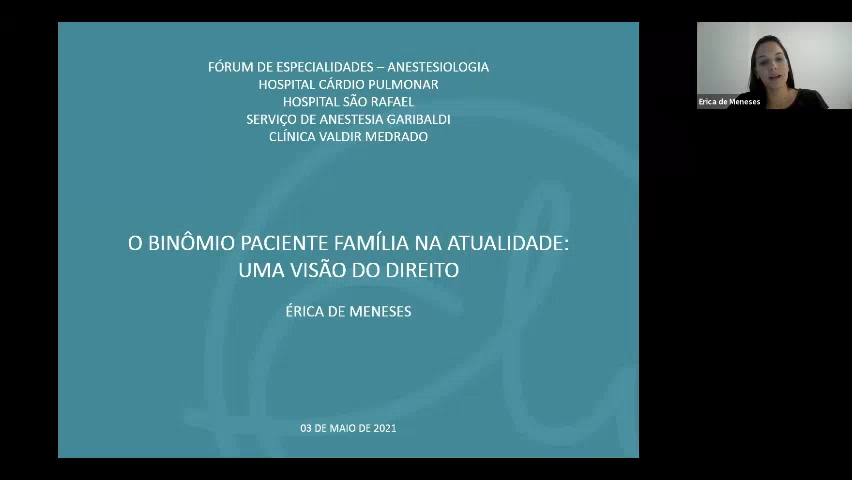 FÓRUM DE ESPECIALIDADES – ANESTESIOLOGIA
HOSPITAL CÁRDIO PULMONAR
HOSPITAL SÃO RAFAEL
SERVIÇO DE ANESTESIA GARIBALDI
CLÍNICA VALDIR MEDRADO
O BINÔMIO PACIENTE FAMÍLIA NA ATUALIDADE:
UMA VISÃO DO DIREITO
ÉRICA DE MENESES
03 DE MAIO DE 2021
Erica de Meneses